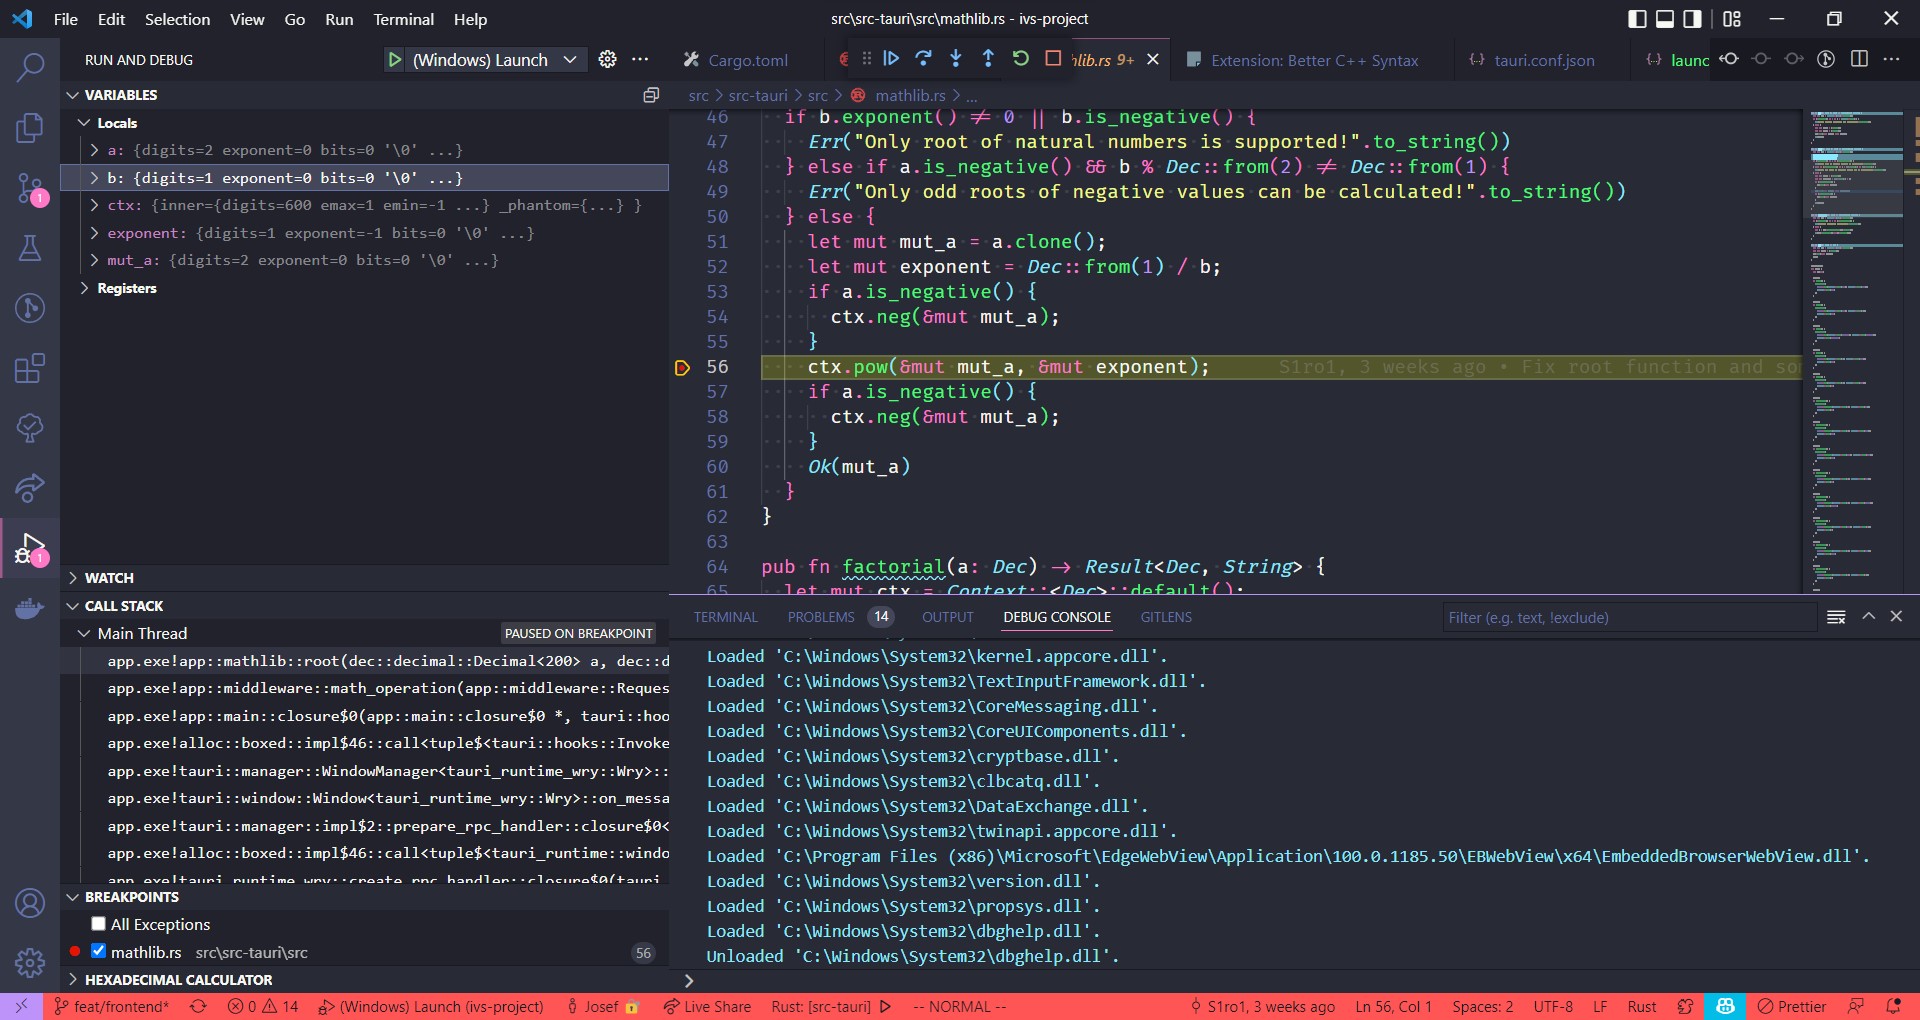 File Edit Selection View Go Run Terminal Help
src\src-tauri\src\mathlib.rs - ivs-project
RUN AND DEBUG
(Windows) Launch
Cargo.toml
hlib.rs 9+
Extension: Better C++ Syntax
tauri.conf.json
launc
VARIABLES
Locals
a: {digits=2 exponent=0 bits=0 '\0' ...}
b: {digits=1 exponent=0 bits=0 '\0' ...}
ctx: {inner={digits=600 emax=1 emin=-1 ...} _phantom={...} }
exponent: {digits=1 exponent=-1 bits=0 '\0' ...}
mut_a: {digits=2 exponent=0 bits=0 '\0' ...}
Registers
WATCH
CALL STACK
Main Thread PAUSED ON BREAKPOINT
app.exe!app::mathlib::root(dec::decimal::Decimal<200> a, dec::d
app.exe!app::middleware::math_operation(app::middleware::Reques
app.exe!app::main::closure$0(app::main::closure$0 *, tauri::hoo
app.exe!alloc::boxed::impl$46::call<tuple$<tauri::hooks::Invoke
app.exe!tauri::manager::WindowManager<tauri_runtime_wry::Wry>::
app.exe!tauri::window::Window<tauri_runtime_wry::Wry>::on_messa
app.exe!tauri::manager::impl$2::prepare_rpc_handler::closure$0<
app.exe!alloc::boxed::impl$46::call<tuple$<tauri_runtime::windo
app.exe!tauri_runtime_wry::create_rpc_handler::closure$0(tauri
BREAKPOINTS
All Exceptions
mathlib.rs src\src-tauri\src 56
HEXADECIMAL CALCULATOR
1
1
src > src-tauri > src > mathlib.rs > ...
46 if b.exponent() ≠ 0 || b.is_negative() {
47 Err("Only root of natural numbers is supported!".to_string())
48 } else if a.is_negative() && b % Dec::from(2) ≠ Dec::from(1) {
49 Err("Only odd roots of negative values can be calculated!".to_string())
50 } else {
51 let mut mut_a = a.clone();
52 let mut exponent = Dec::from(1) / b;
53 if a.is_negative() {
54 ctx.neg(&mut mut_a);
55 }
56 ctx.pow(&mut mut_a, &mut exponent); S1ro1, 3 weeks ago • Fix root function and so
57 if a.is_negative() {
58 ctx.neg(&mut mut_a);
59 }
60 Ok(mut_a)
61 }
62 }
63
64 pub fn factorial(a: Dec) → Result<Dec, String> {
65 let mut ctx = Context::<Dec>::default();
TERMINAL PROBLEMS 14 OUTPUT DEBUG CONSOLE GITLENS
Filter (e.g. text, !exclude)
Loaded 'C:\Windows\System32\kernel.appcore.dll'.
Loaded 'C:\Windows\System32\TextInputFramework.dll'.
Loaded 'C:\Windows\System32\CoreMessaging.dll'.
Loaded 'C:\Windows\System32\CoreUIComponents.dll'.
Loaded 'C:\Windows\System32\cryptbase.dll'.
Loaded 'C:\Windows\System32\clbcatq.dll'.
Loaded 'C:\Windows\System32\DataExchange.dll'.
Loaded 'C:\Windows\System32\twinapi.appcore.dll'.
Loaded 'C:\Program Files (x86)\Microsoft\EdgeWebView\Application\100.0.1185.50\EBWebView\x64\EmbeddedBrowserWebView.dll'.
Loaded 'C:\Windows\System32\version.dll'.
Loaded 'C:\Windows\System32\propsys.dll'.
Loaded 'C:\Windows\System32\dbghelp.dll'.
Unloaded 'C:\Windows\System32\dbghelp.dll'.
feat/frontend* 0 14 (Windows) Launch (ivs-project) Josef Live Share Rust: [src-tauri] -- NORMAL -- S1ro1, 3 weeks ago Ln 56, Col 1 Spaces: 2 UTF-8 LF Rust Prettier